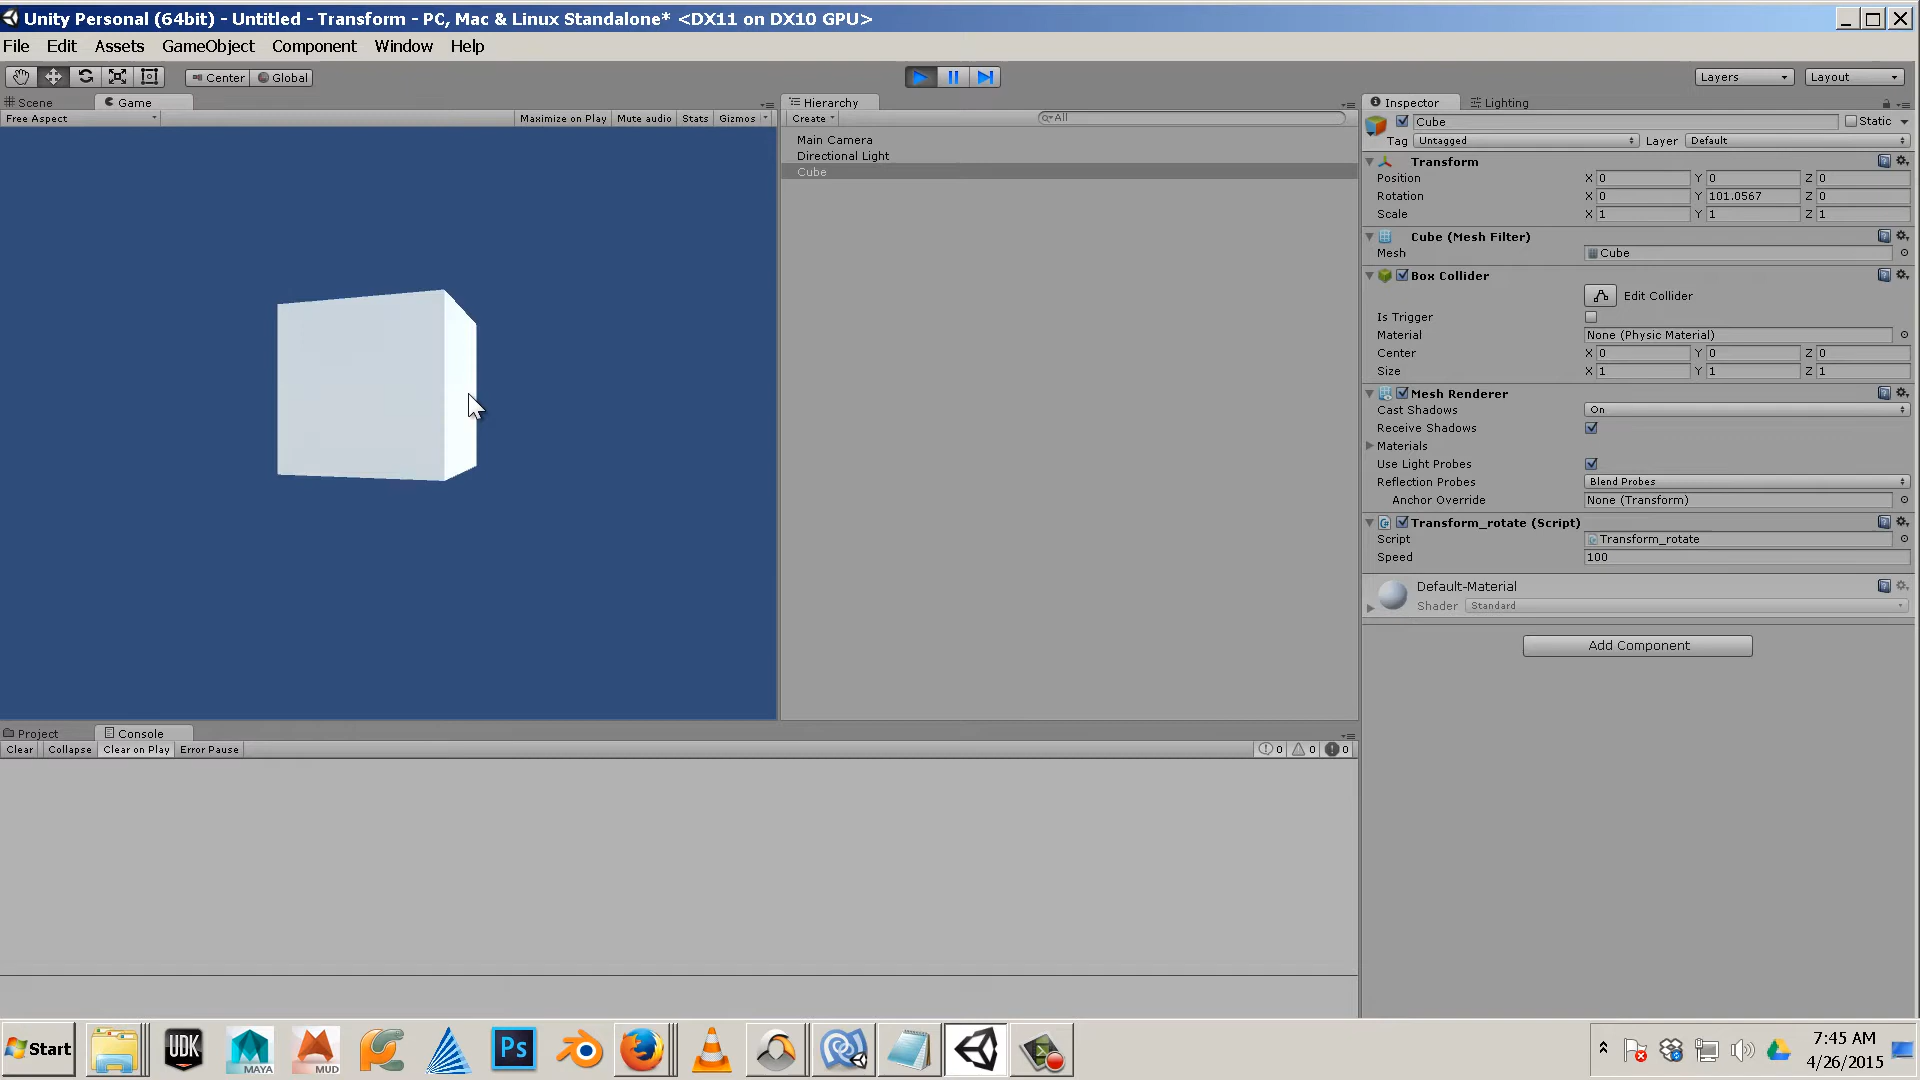 Unity Personal (64bit) - Untitled - Transform - PC, Mac & Linux Standalone* <DX11 on DX10 GPU>
File Edit Assets GameObject Component Window Help
Center Global Layers Layout
Scene Game
Free Aspect Maximize on Play Mute audio Stats Gizmos
Hierarchy
Create All
Main Camera
Directional Light
Cube
Inspector Lighting
Cube Static
Tag Untagged Layer Default
Transform
Position X 0 Y 0 Z 0
Rotation X 0 Y 101.0567 Z 0
Scale X 1 Y 1 Z 1
Cube (Mesh Filter)
Mesh Cube
Box Collider
Edit Collider
Is Trigger
Material None (Physic Material)
Center X 0 Y 0 Z 0
Size X 1 Y 1 Z 1
Mesh Renderer
Cast Shadows On
Receive Shadows
Materials
Use Light Probes
Reflection Probes Blend Probes
Anchor Override None (Transform)
Transform_rotate (Script)
Script Transform_rotate
Speed 100
Default-Material
Shader Standard
Add Component
Project Console
Clear Collapse Clear on Play Error Pause 0 0 0
Start UDK MAYA MUD Ps
7:45 AM
4/26/2015